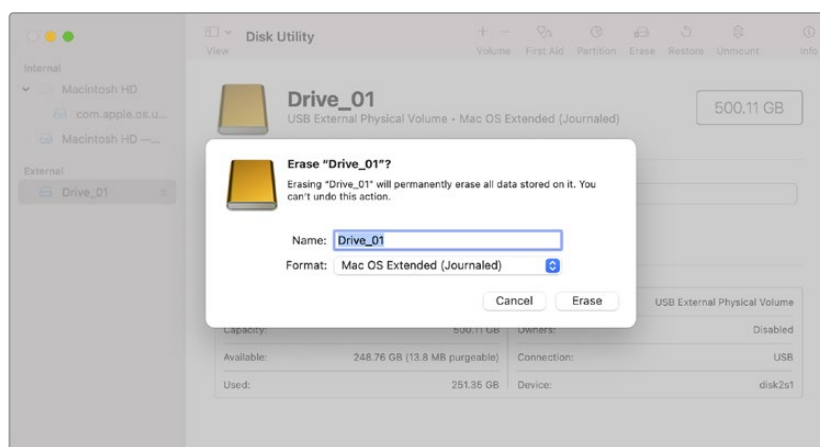 View
Disk Utility
Volume
First Aid
Partition
Erase
Restore
Unmount
Info
Internal
Macintosh HD
com.apple.os.u...
Macintosh HD —...
External
Drive_01
Drive_01
USB External Physical Volume • Mac OS Extended (Journaled)
500.11 GB
Erase “Drive_01”?
Erasing “Drive_01” will permanently erase all data stored on it. You
can’t undo this action.
Name: Drive_01
Format: Mac OS Extended (Journaled)
Cancel
Erase
USB External Physical Volume
Capacity: 500.11 GB
Owners: Disabled
Available: 248.76 GB (13.8 MB purgeable)
Connection: USB
Used: 251.35 GB
Device: disk2s1